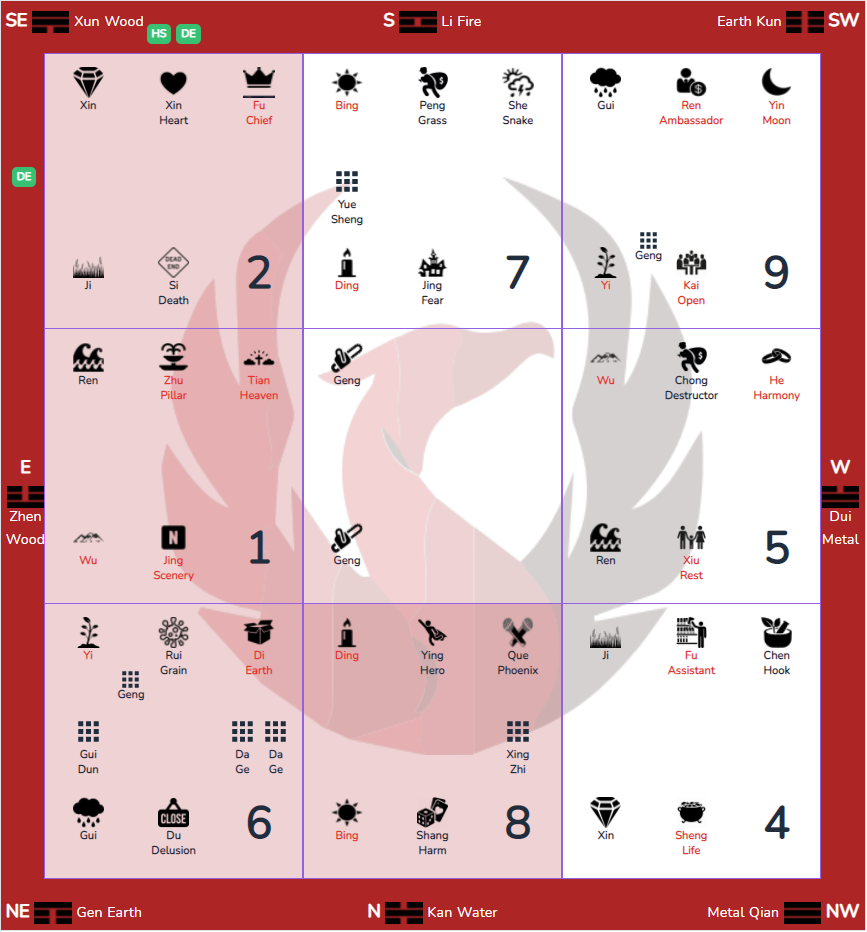 SE Xun Wood S Li Fire Earth Kun SW
HS DE
Xin Xin Fu Bing Peng She Gui Ren Yin
Heart Chief Grass Snake Ambassador Moon
DE
Yue
Sheng
Geng
Ji Si 2 Ding Jing 7 Yi Kai 9
DEAD END
Death Fear Open
Ren Zhu Tian Geng Wu Chong He
Pillar Heaven Destructor Harmony
E W
Zhen Dui
Wood Metal
N
Wu Jing 1 Geng Ren Xiu 5
Scenery Rest
Yi Rui Di Ding Ying Que Ji Fu Chen
Grain Earth Hero Phoenix Assistant Hook
Geng
Gui Da Da Xing
Dun Ge Ge Zhi
CLOSE
Gui Du 6 Bing Shang 8 Xin Sheng 4
Delusion Harm Life
NE Gen Earth N Kan Water Metal Qian NW